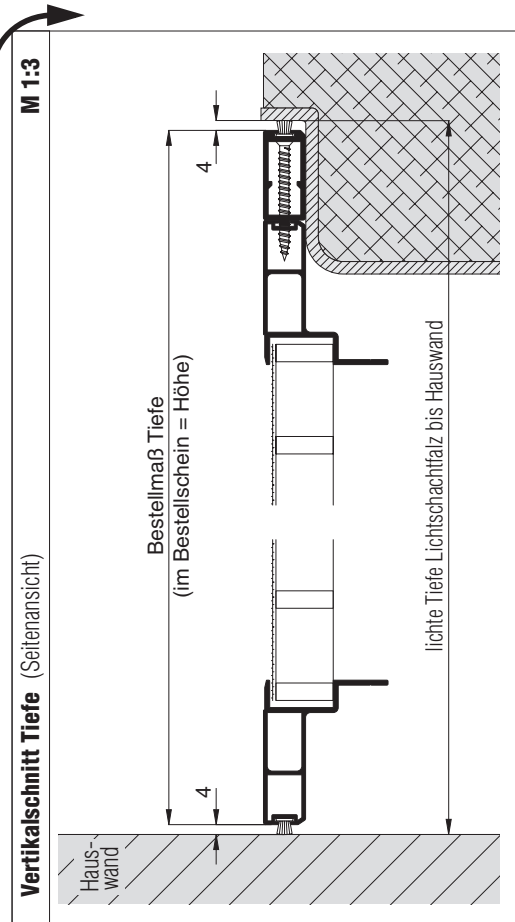 Vertikalschnitt Tiefe (Seitenansicht)
M 1:3
Haus-
wand
4
Bestellmaß Tiefe
(im Bestellschein = Höhe)
4
lichte Tiefe Lichtschachtfalz bis Hauswand